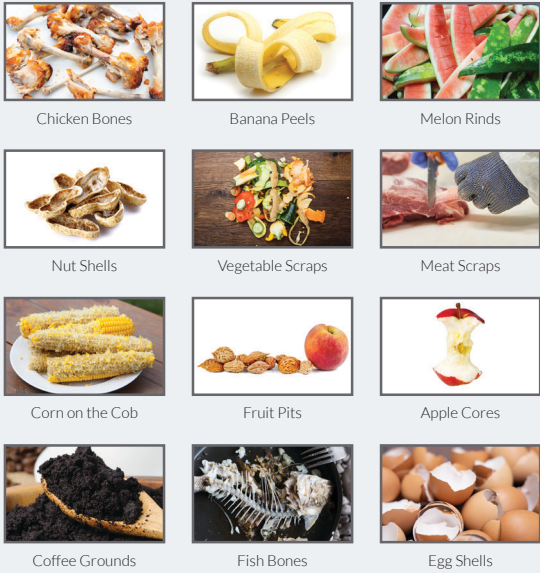 Chicken Bones
Banana Peels
Melon Rinds
Nut Shells
Vegetable Scraps
Meat Scraps
Corn on the Cob
Fruit Pits
Apple Cores
Coffee Grounds
Fish Bones
Egg Shells